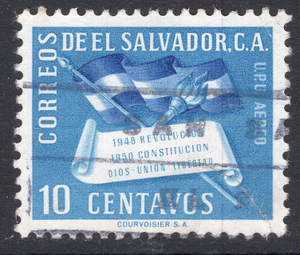 CORREOS
DE EL SALVADOR, C.A.
U.P.U. AEREO
1948 REVOLUCION
1950 CONSTITUCION
DIOS·UNION LIBERTAD
10 CENTAVOS
COURVOISIER S.A.